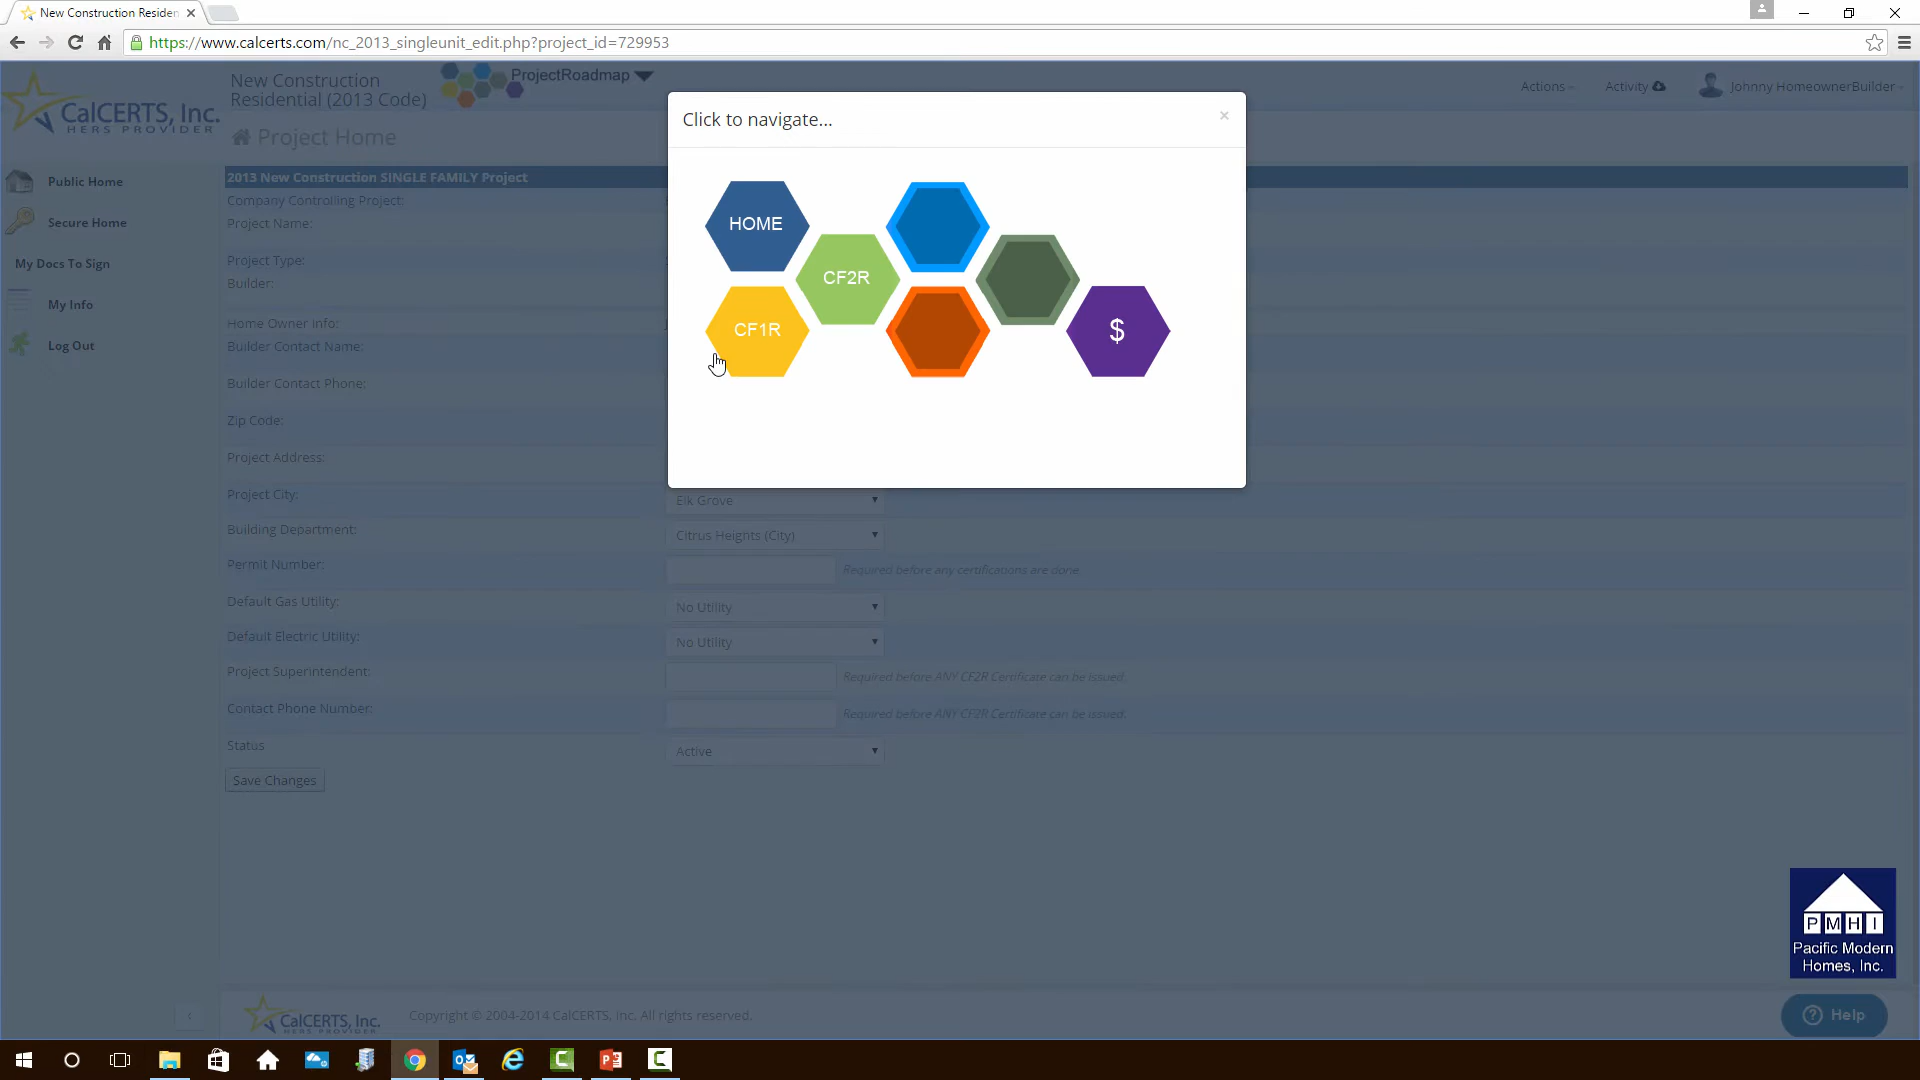 New Construction Residen
https://www.calcerts.com/nc_2013_singleunit_edit.php?project_id=729953
CalCERTS, Inc.
HERS PROVIDER
New Construction
Residential (2013 Code)
ProjectRoadmap
Actions
Activity
Johnny HomeownerBuilder
Project Home
Click to navigate...
×
HOME
CF2R
CF1R
$
Public Home
Secure Home
My Docs To Sign
My Info
Log Out
2013 New Construction SINGLE FAMILY Project
Company Controlling Project:
Project Name:
Project Type:
Builder:
Home Owner Info:
Builder Contact Name:
Builder Contact Phone:
Zip Code:
Project Address:
Project City:
Elk Grove
Building Department:
Citrus Heights (City)
Permit Number:
Required before any certifications are done
Default Gas Utility:
No Utility
Default Electric Utility:
No Utility
Project Superintendent:
Required before ANY CF2R Certificate can be issued.
Contact Phone Number:
Required before ANY CF2R Certificate can be issued.
Status
Active
Save Changes
PMHI
Pacific Modern
Homes, Inc.
CalCERTS, Inc.
HERS PROVIDER
Copyright © 2004-2014 CalCERTS, Inc. All rights reserved.
Help